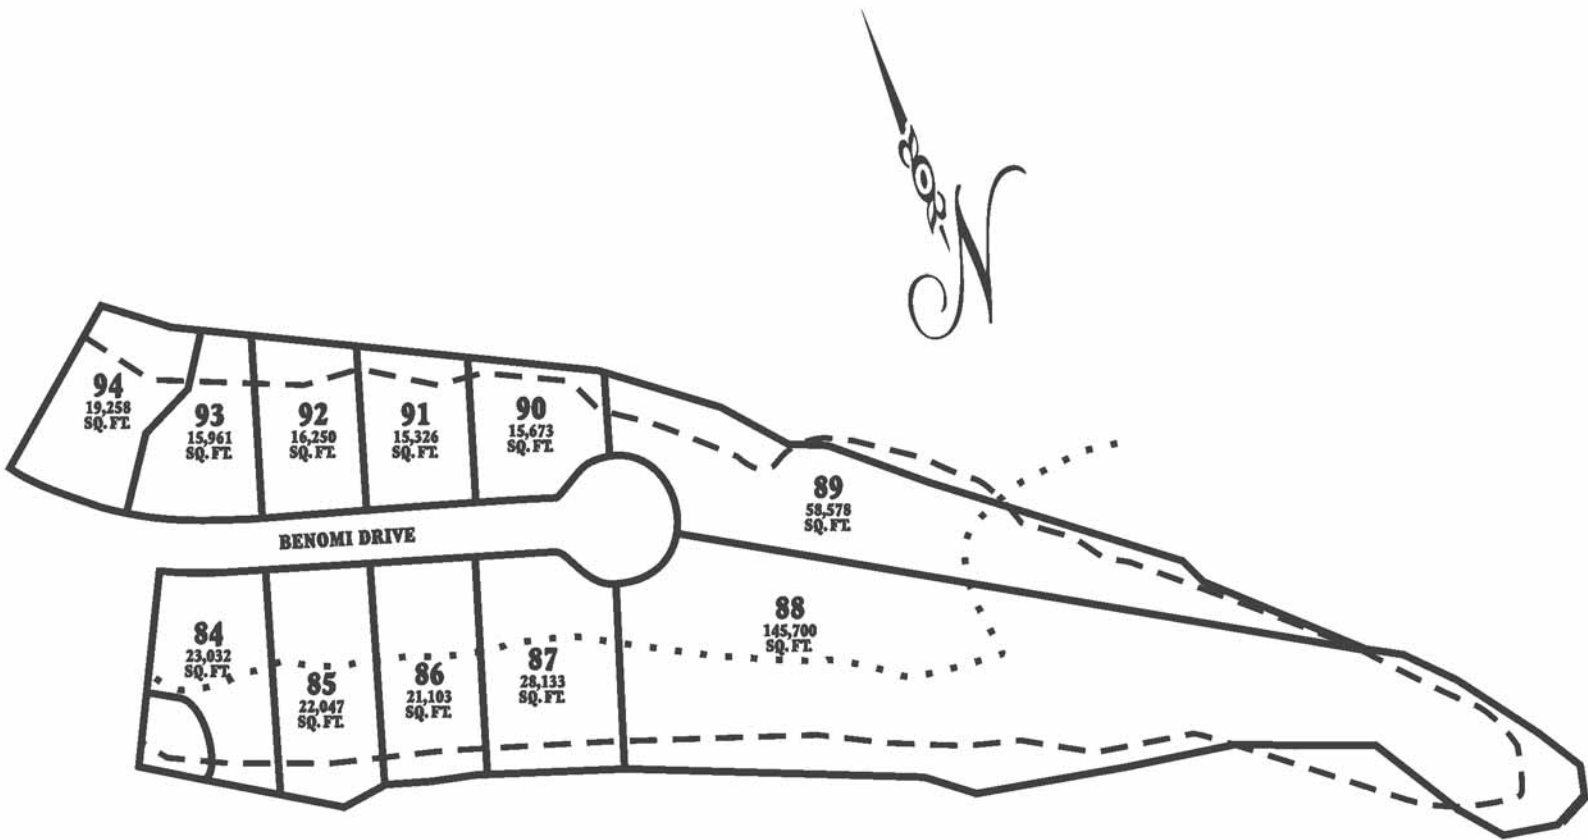 N
94
19,258
SQ. FT.
93
15,961
SQ. FT.
92
16,250
SQ. FT.
91
15,326
SQ. FT.
90
15,673
SQ. FT.
89
58,578
SQ. FT.
BENOMI DRIVE
84
23,032
SQ. FT.
85
22,047
SQ. FT.
86
21,103
SQ. FT.
87
28,133
SQ. FT.
88
145,700
SQ. FT.